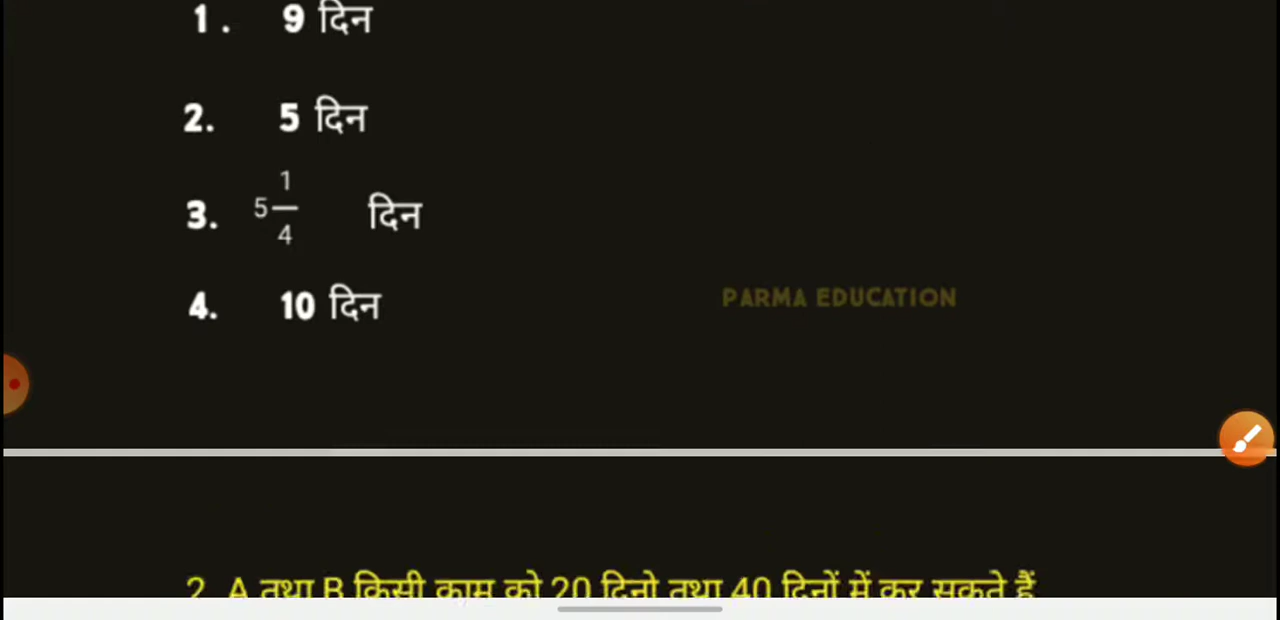 1. 9 दिन
2. 5 दिन
3. 5 1/4 दिन
4. 10 दिन
PARMA EDUCATION
2 A तथा B किसी काम को 20 दिनो तथा 40 दिनों में कर सकते हैं